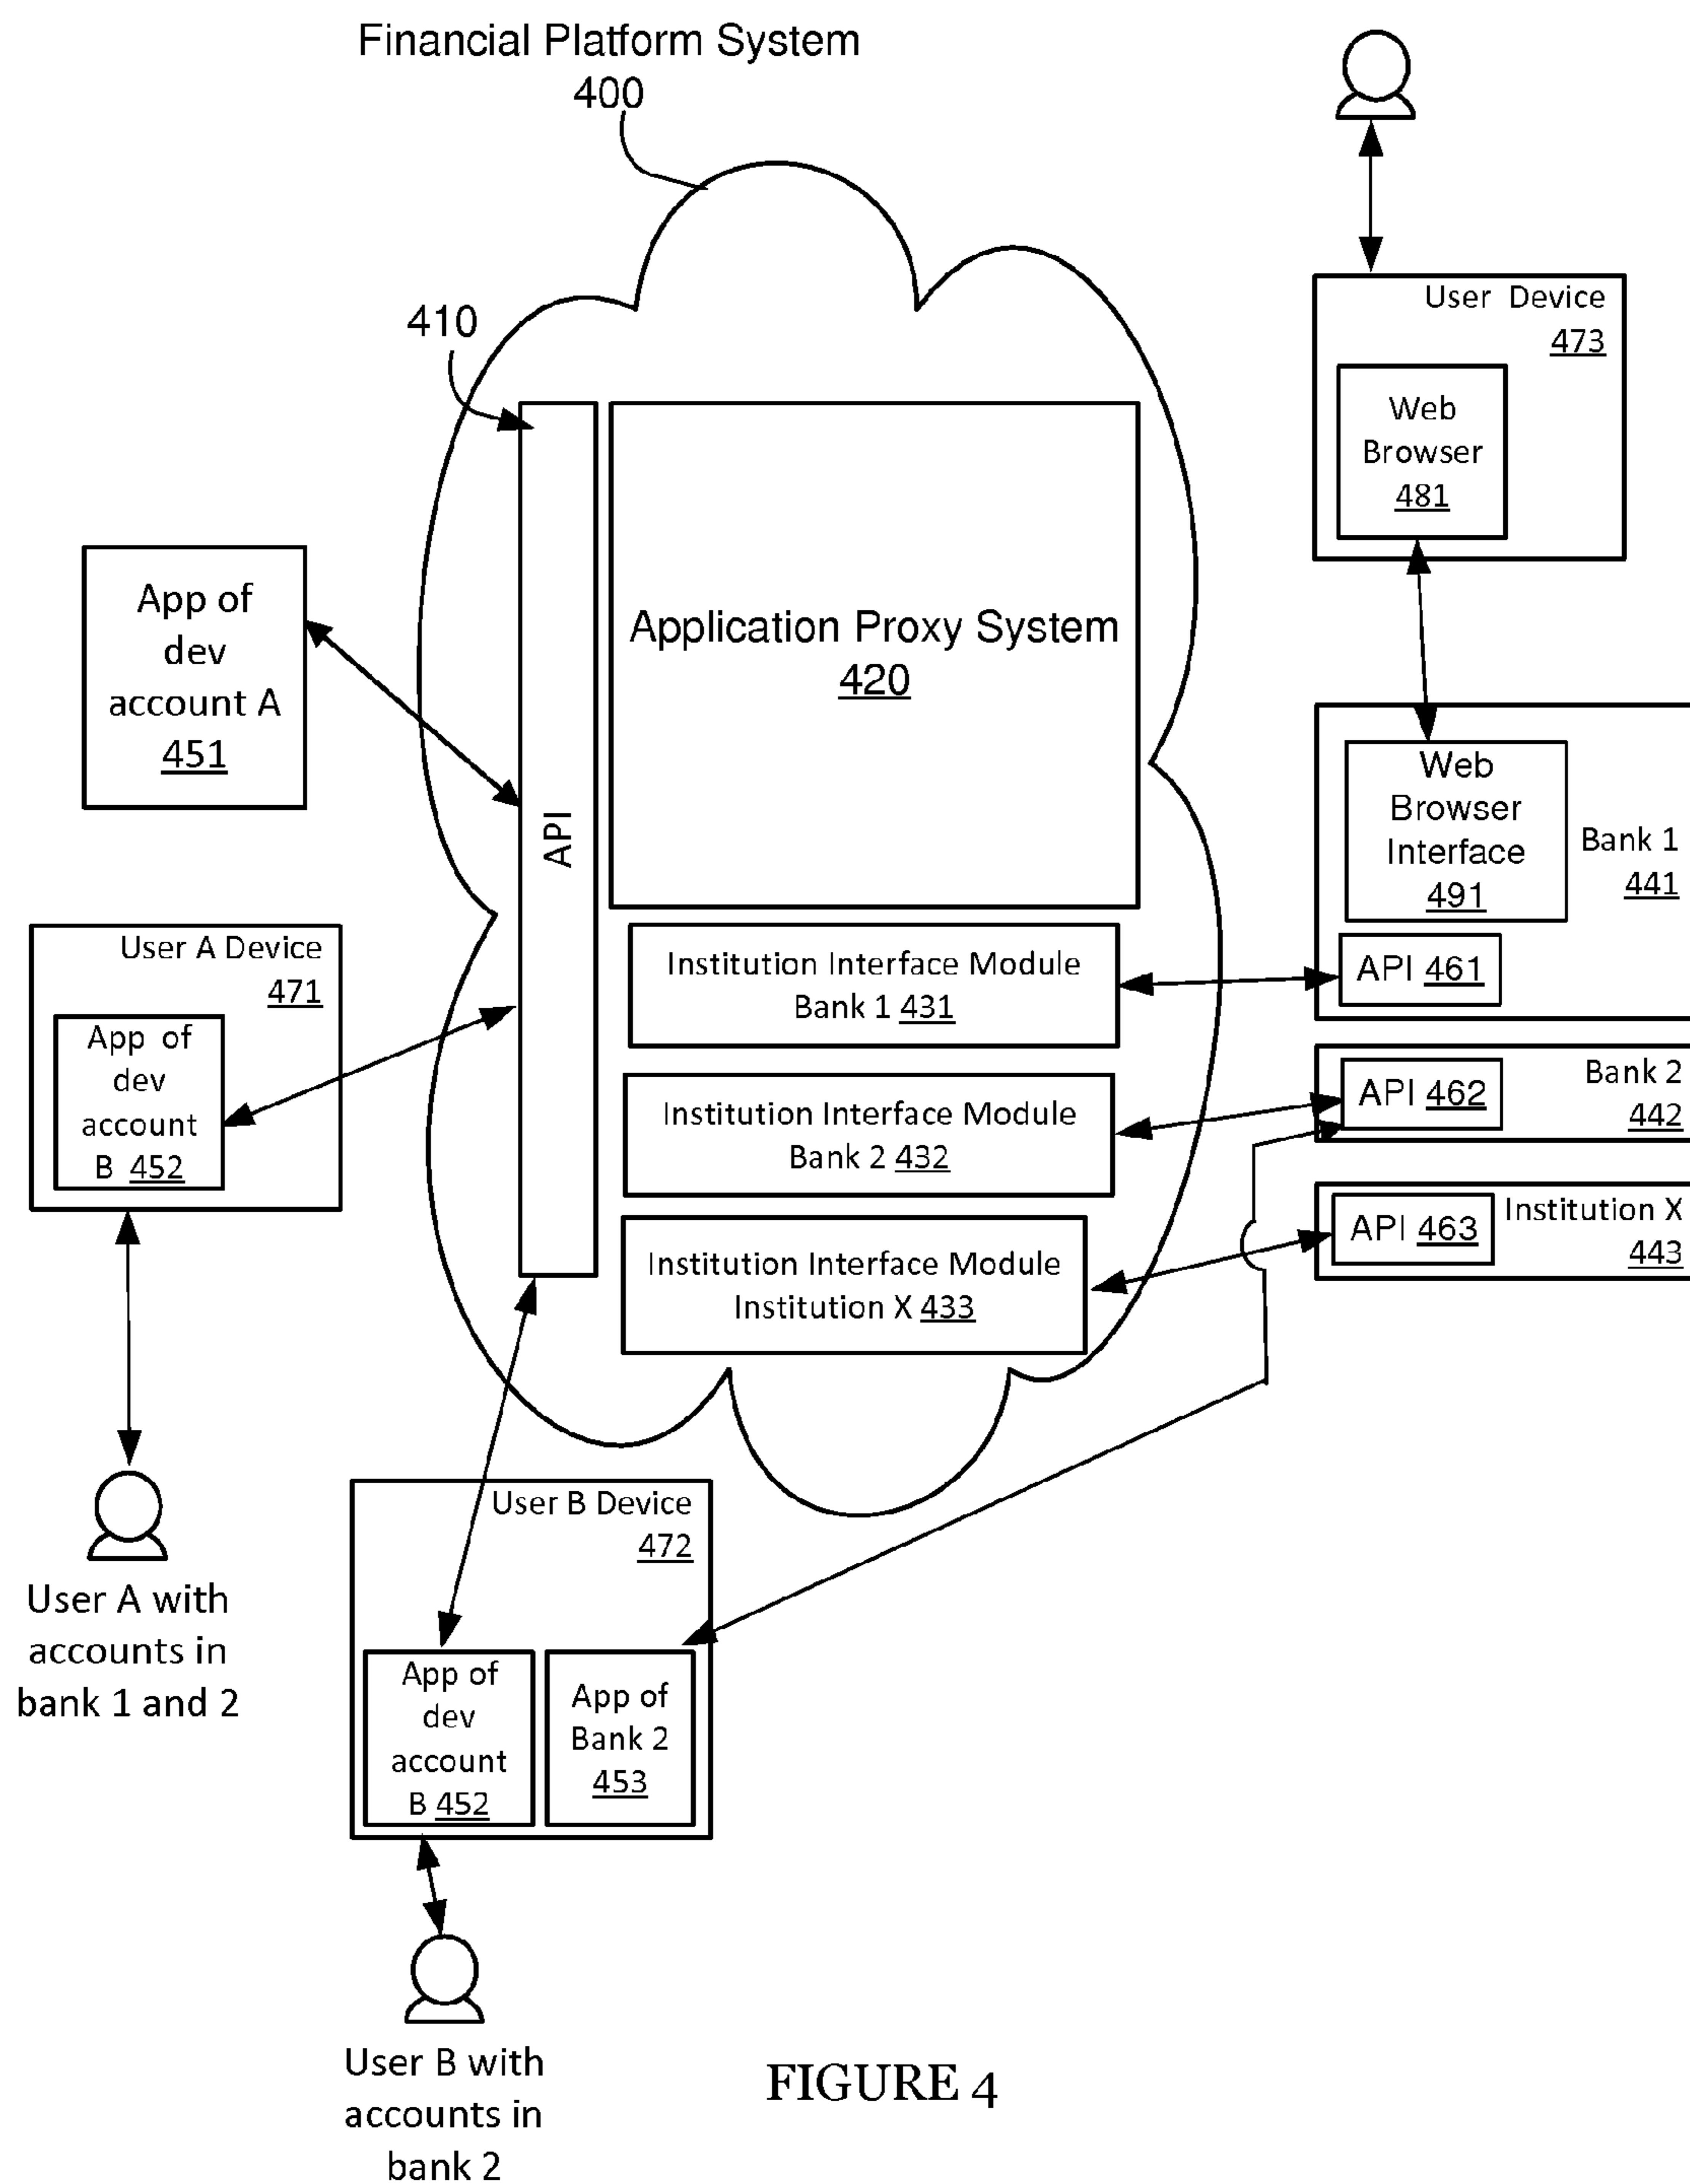 Financial Platform System
400
410
User Device
473
Web
Browser
481
App of
dev
account A
451
API
Application Proxy System
420
Web
Browser
Interface
491
Bank 1
441
API 461
User A Device
471
App of
dev
account
B 452
Institution Interface Module
Bank 1 431
Institution Interface Module
Bank 2 432
Institution Interface Module
Institution X 433
API 462
Bank 2
442
API 463
Institution X
443
User A with
accounts in
bank 1 and 2
User B Device
472
App of
dev
account
B 452
App of
Bank 2
453
User B with
accounts in
bank 2
FIGURE 4